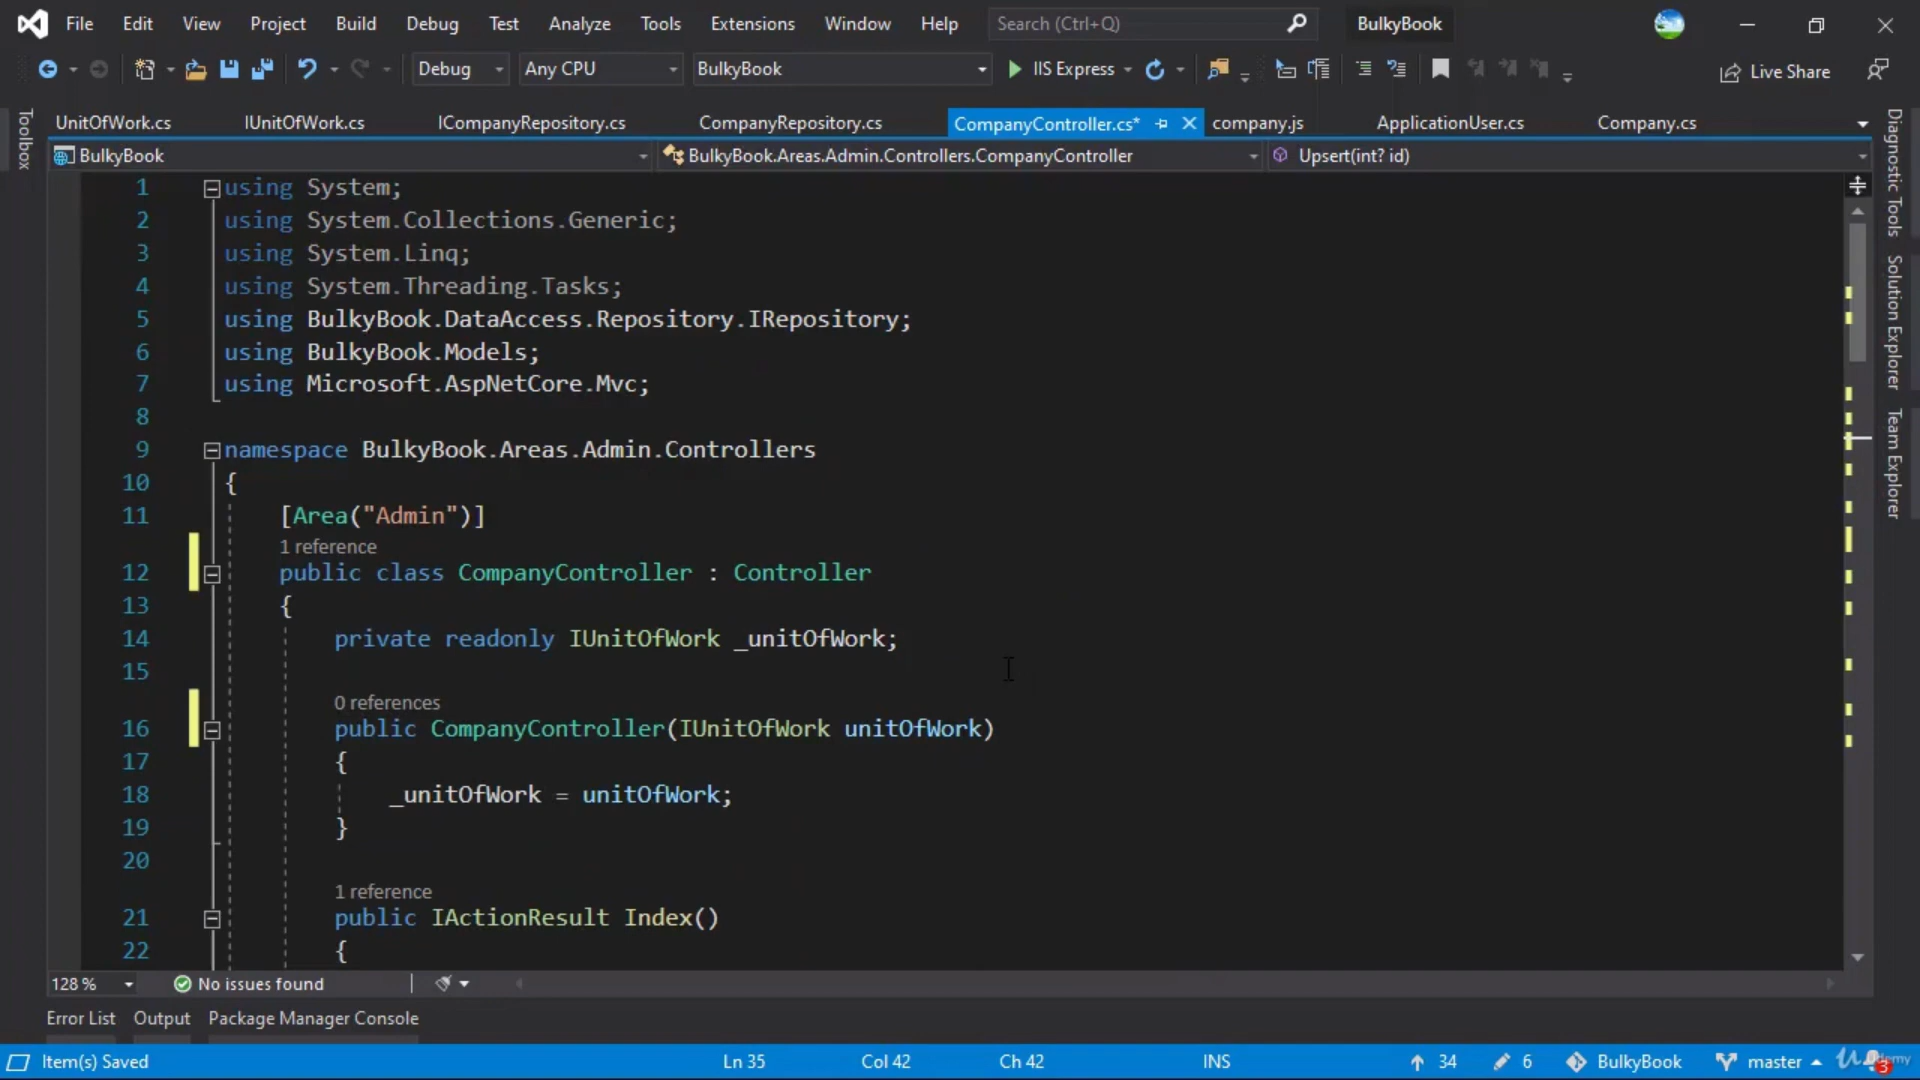 File Edit View Project Build Debug Test Analyze Tools Extensions Window Help Search (Ctrl+Q) BulkyBook
Debug Any CPU BulkyBook IIS Express Live Share
UnitOfWork.cs IUnitOfWork.cs ICompanyRepository.cs CompanyRepository.cs CompanyController.cs* company.js ApplicationUser.cs Company.cs
BulkyBook BulkyBook.Areas.Admin.Controllers.CompanyController Upsert(int? id)
Toolbox
Diagnostic Tools
Solution Explorer
Team Explorer
1 using System;
2 using System.Collections.Generic;
3 using System.Linq;
4 using System.Threading.Tasks;
5 using BulkyBook.DataAccess.Repository.IRepository;
6 using BulkyBook.Models;
7 using Microsoft.AspNetCore.Mvc;
8
9 namespace BulkyBook.Areas.Admin.Controllers
10 {
11 [Area("Admin")]
1 reference
12 public class CompanyController : Controller
13 {
14 private readonly IUnitOfWork _unitOfWork;
15
0 references
16 public CompanyController(IUnitOfWork unitOfWork)
17 {
18 _unitOfWork = unitOfWork;
19 }
20
1 reference
21 public IActionResult Index()
22 {
128 % No issues found
Error List Output Package Manager Console
Item(s) Saved Ln 35 Col 42 Ch 42 INS 34 6 BulkyBook master 3